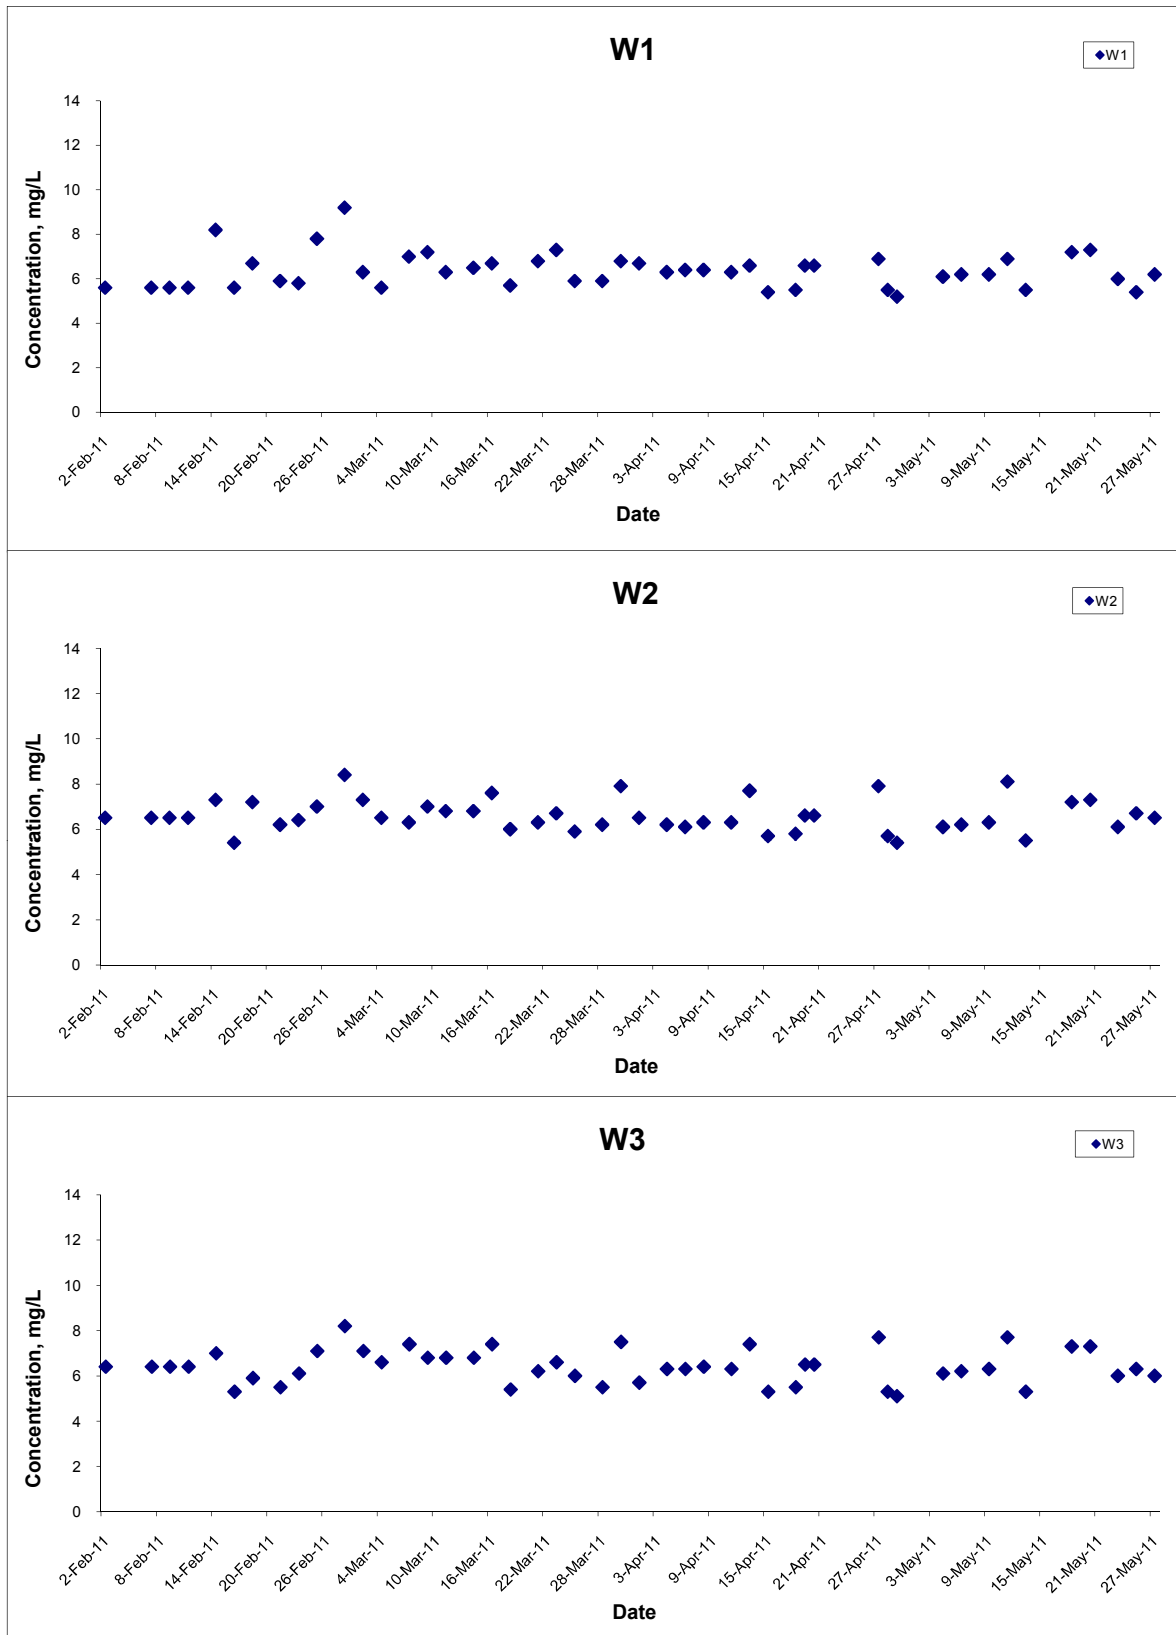 W1
W1
14
12
10
8
6
4
2
0
Concentration, mg/L
2-Feb-11
8-Feb-11
14-Feb-11
20-Feb-11
26-Feb-11
4-Mar-11
10-Mar-11
16-Mar-11
22-Mar-11
28-Mar-11
3-Apr-11
9-Apr-11
15-Apr-11
21-Apr-11
27-Apr-11
3-May-11
9-May-11
15-May-11
21-May-11
27-May-11
Date
W2
W2
14
12
10
8
6
4
2
0
Concentration, mg/L
2-Feb-11
8-Feb-11
14-Feb-11
20-Feb-11
26-Feb-11
4-Mar-11
10-Mar-11
16-Mar-11
22-Mar-11
28-Mar-11
3-Apr-11
9-Apr-11
15-Apr-11
21-Apr-11
27-Apr-11
3-May-11
9-May-11
15-May-11
21-May-11
27-May-11
Date
W3
W3
14
12
10
8
6
4
2
0
Concentration, mg/L
2-Feb-11
8-Feb-11
14-Feb-11
20-Feb-11
26-Feb-11
4-Mar-11
10-Mar-11
16-Mar-11
22-Mar-11
28-Mar-11
3-Apr-11
9-Apr-11
15-Apr-11
21-Apr-11
27-Apr-11
3-May-11
9-May-11
15-May-11
21-May-11
27-May-11
Date